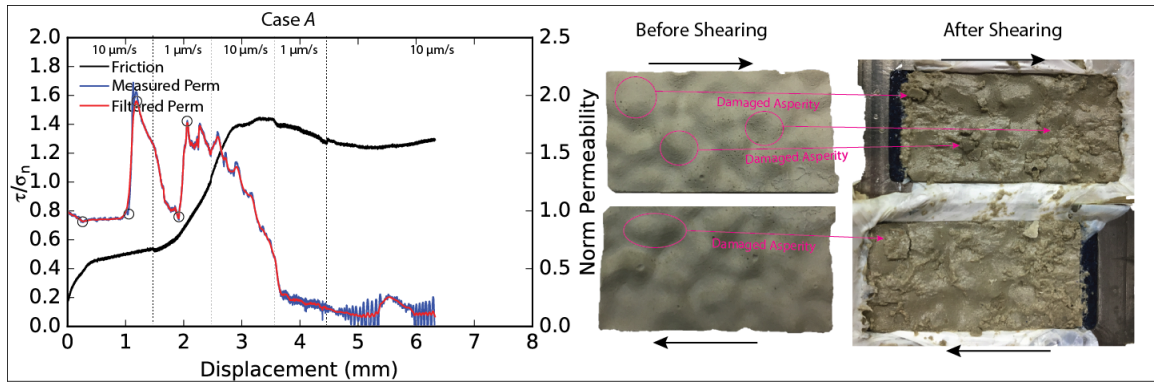 Case A
2.0
1.8
1.6
1.4
1.2
1.0
0.8
0.6
0.4
0.2
0.0
τ/σn
10 μm/s
1 μm/s
10 μm/s
1 μm/s
10 μm/s
Friction
Measured Perm
Filtered Perm
2.5
2.0
1.5
1.0
0.5
0.0
Norm Permeability
0
1
2
3
4
5
6
7
8
Displacement (mm)
Before Shearing
After Shearing
Damaged Asperity
Damaged Asperity
Damaged Asperity